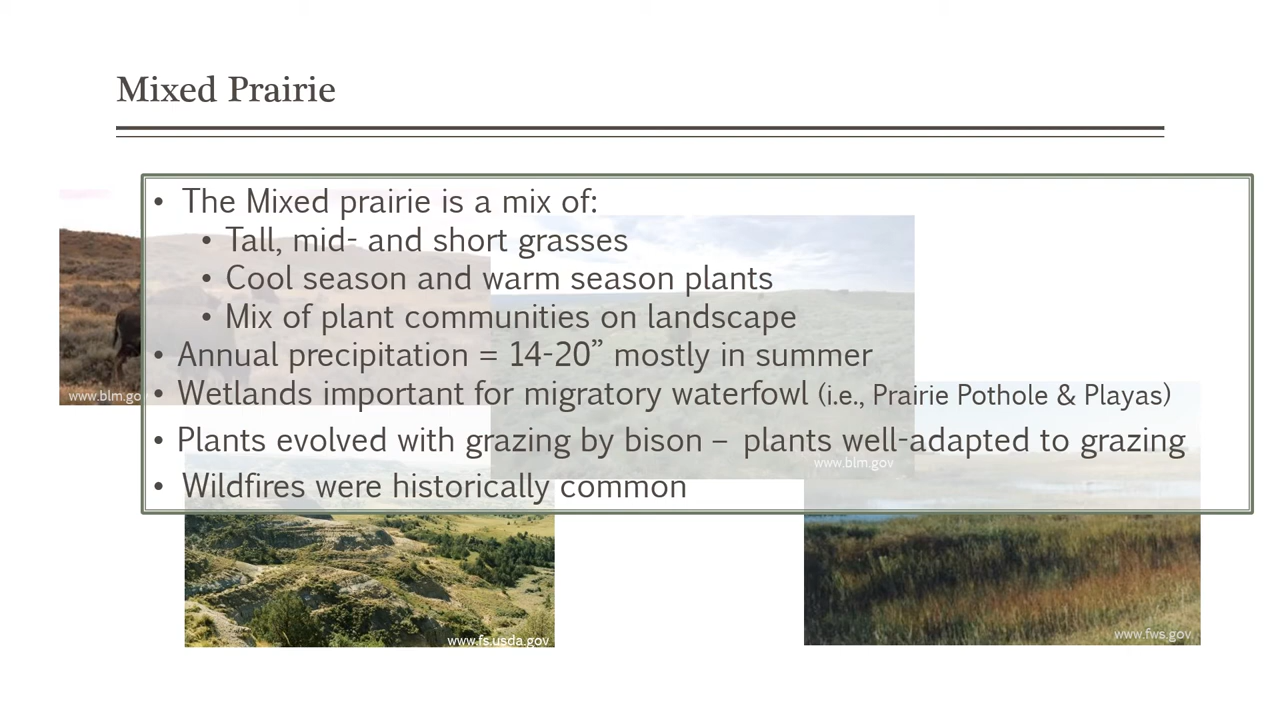 Mixed Prairie
• The Mixed prairie is a mix of:
• Tall, mid- and short grasses
• Cool season and warm season plants
• Mix of plant communities on landscape
• Annual precipitation = 14-20” mostly in summer
www.blm.gov
• Wetlands important for migratory waterfowl (i.e., Prairie Pothole & Playas)
• Plants evolved with grazing by bison – plants well-adapted to grazing
www.blm.gov
• Wildfires were historically common
www.fs.usda.gov
www.fws.gov